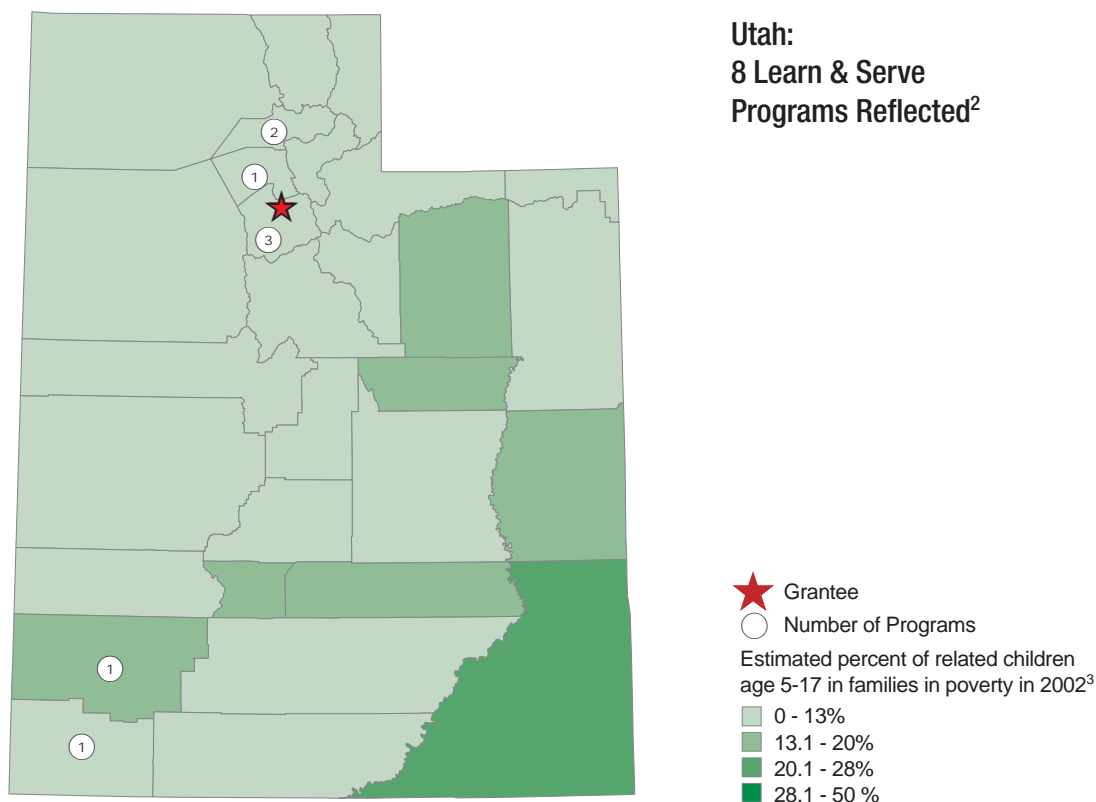 Utah:
8 Learn & Serve
Programs Reflected²
2
1
3
1
1
Grantee
Number of Programs
Estimated percent of related children
age 5-17 in families in poverty in 2002³
0 - 13%
13.1 - 20%
20.1 - 28%
28.1 - 50 %